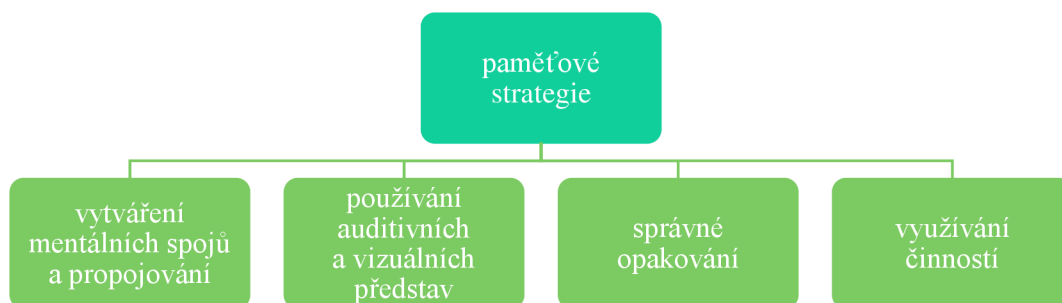 paměťové
strategie
vytváření
mentálních spojů
a propojování
používání
auditivních
a vizuálních
představ
správné
opakování
využívání
činností